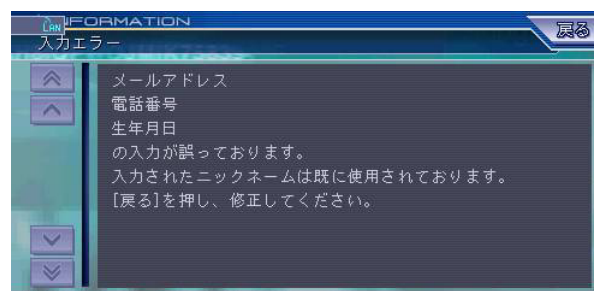 LAN
INFORMATION
戻る
入力エラー
メールアドレス
電話番号
生年月日
の入力が誤っております。
入力されたニックネームは既に使用されております。
[戻る]を押し、修正してください。